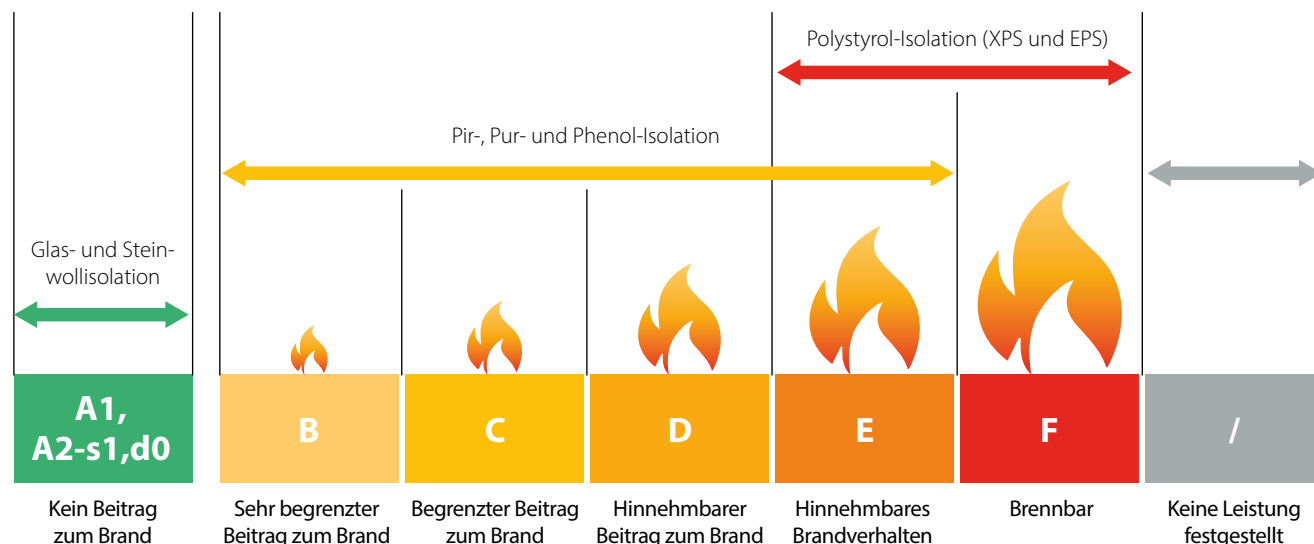 Polystyrol-Isolation (XPS und EPS)
Pir-, Pur- und Phenol-Isolation
Glas- und Stein-
wollisolation
A1,
A2-s1,d0
B
C
D
E
F
/
Kein Beitrag
zum Brand
Sehr begrenzter
Beitrag zum Brand
Begrenzter Beitrag
zum Brand
Hinnehmbarer
Beitrag zum Brand
Hinnehmbares
Brandverhalten
Brennbar
Keine Leistung
festgestellt